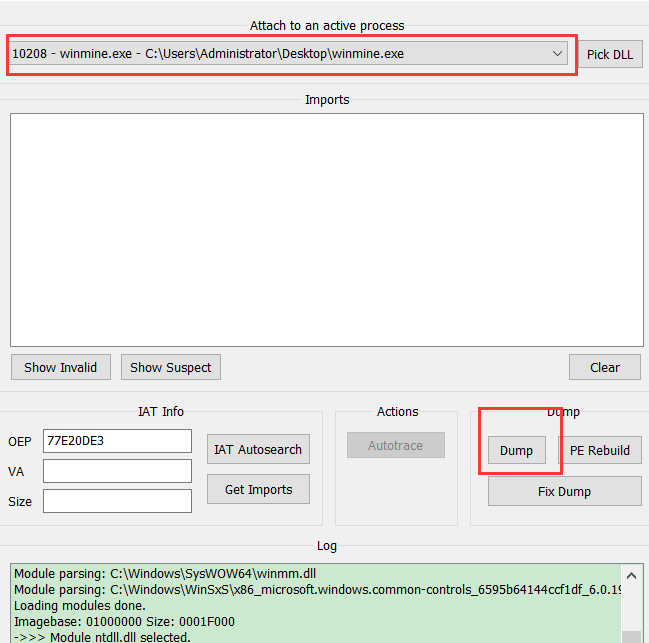 Attach to an active process
10208 - winmine.exe - C:\Users\Administrator\Desktop\winmine.exe
Pick DLL
Imports
Show Invalid
Show Suspect
Clear
IAT Info
Actions
Dump
OEP 77E20DE3
IAT Autosearch
Autotrace
Dump
PE Rebuild
VA
Get Imports
Fix Dump
Size
Log
Module parsing: C:\Windows\SysWOW64\winmm.dll
Module parsing: C:\Windows\WinSxS\x86_microsoft.windows.common-controls_6595b64144ccf1df_6.0.19
Loading modules done.
Imagebase: 01000000 Size: 0001F000
->>> Module ntdll.dll selected.